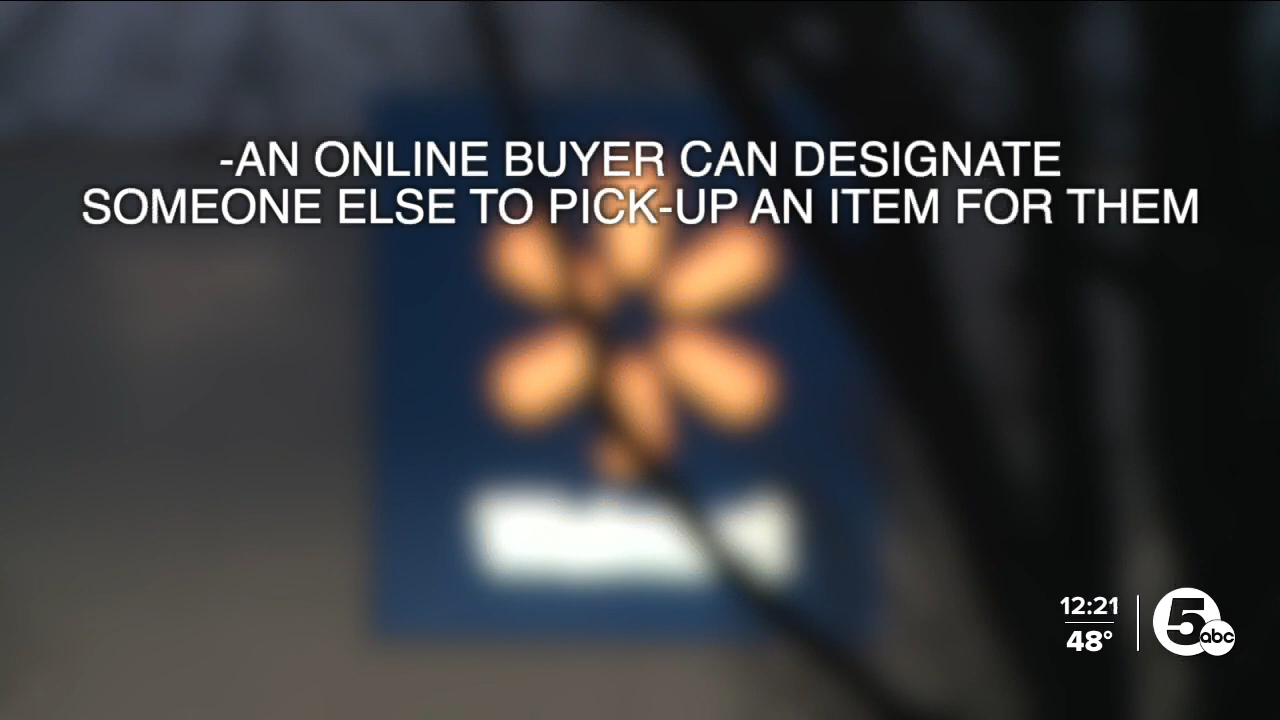 -AN ONLINE BUYER CAN DESIGNATE
SOMEONE ELSE TO PICK-UP AN ITEM FOR THEM
12:21
48°
5
abc